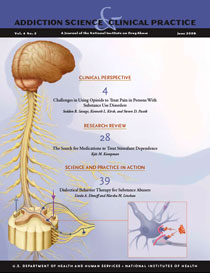 ADDICTION SCIENCE & CLINICAL PRACTICE
Vol 4 No. 2 A Journal of the National Institute on Drug Abuse June 2008
CLINICAL PERSPECTIVE
4
Challenges in Using Opioids to Treat Pain in Persons With
Substance Use Disorders
Seddon R. Savage, Kenneth L. Kirsh, and Steven D. Passik
RESEARCH REVIEW
28
The Search for Medications to Treat Stimulant Dependence
Kyle M. Kampman
SCIENCE AND PRACTICE IN ACTION
39
Dialectical Behavior Therapy for Substance Abusers
Linda A. Dimeff and Marsha M. Linehan
U.S. DEPARTMENT OF HEALTH AND HUMAN SERVICES • NATIONAL INSTITUTES OF HEALTH